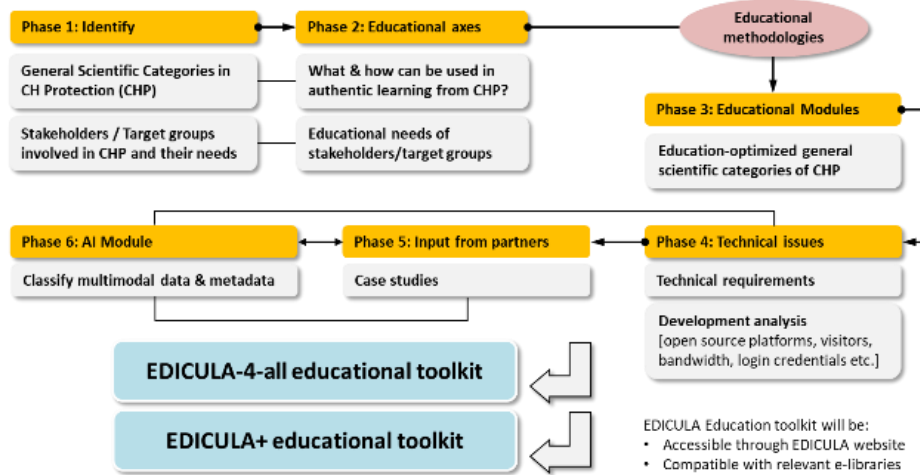 Phase 1: Identify
Phase 2: Educational axes
Educational
methodologies
General Scientific Categories in
CH Protection (CHP)
What & how can be used in
authentic learning from CHP?
Phase 3: Educational Modules
Stakeholders / Target groups
involved in CHP and their needs
Educational needs of
stakeholders/target groups
Education-optimized general
scientific categories of CHP
Phase 6: AI Module
Phase 5: Input from partners
Phase 4: Technical issues
Classify multimodal data & metadata
Case studies
Technical requirements
Development analysis
[open source platforms, visitors,
bandwidth, login credentials etc.]
EDICULA-4-all educational toolkit
EDICULA+ educational toolkit
EDICULA Education toolkit will be:
• Accessible through EDICULA website
• Compatible with relevant e-libraries